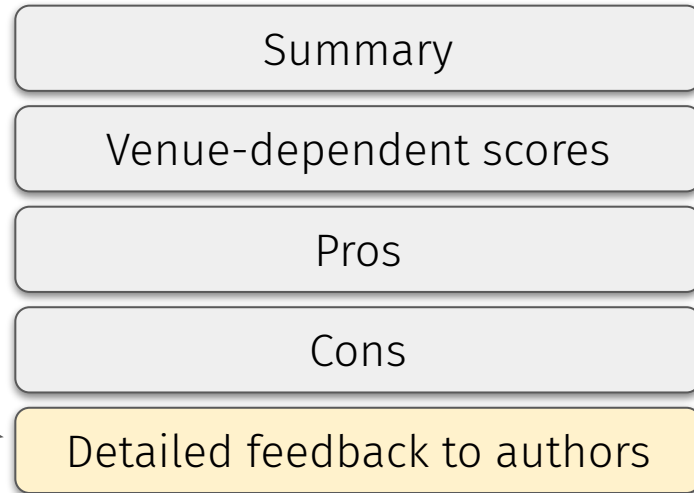 Summary
Venue-dependent scores
Pros
Cons
Detailed feedback to authors